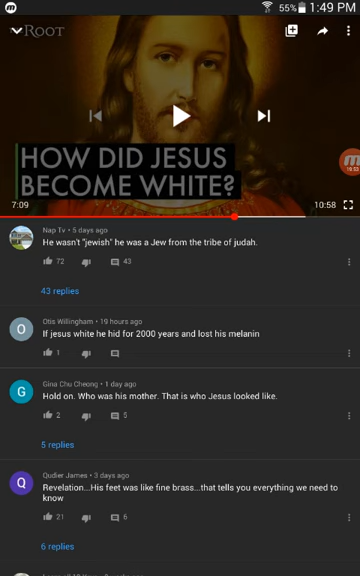 55% 1:49 PM
THE ROOT
HOW DID JESUS
BECOME WHITE?
19:53
7:09
10:58
Nap Tv • 5 days ago
He wasn't "jewish" he was a Jew from the tribe of judah.
72 43
43 replies
O
Otis Willingham • 19 hours ago
If jesus white he hid for 2000 years and lost his melanin
1
G
Gina Chu Cheong • 1 day ago
Hold on. Who was his mother. That is who Jesus looked like.
2 5
5 replies
Q
Qudier James • 3 days ago
Revelation...His feet was like fine brass...that tells you everything we need to
know
21 6
6 replies